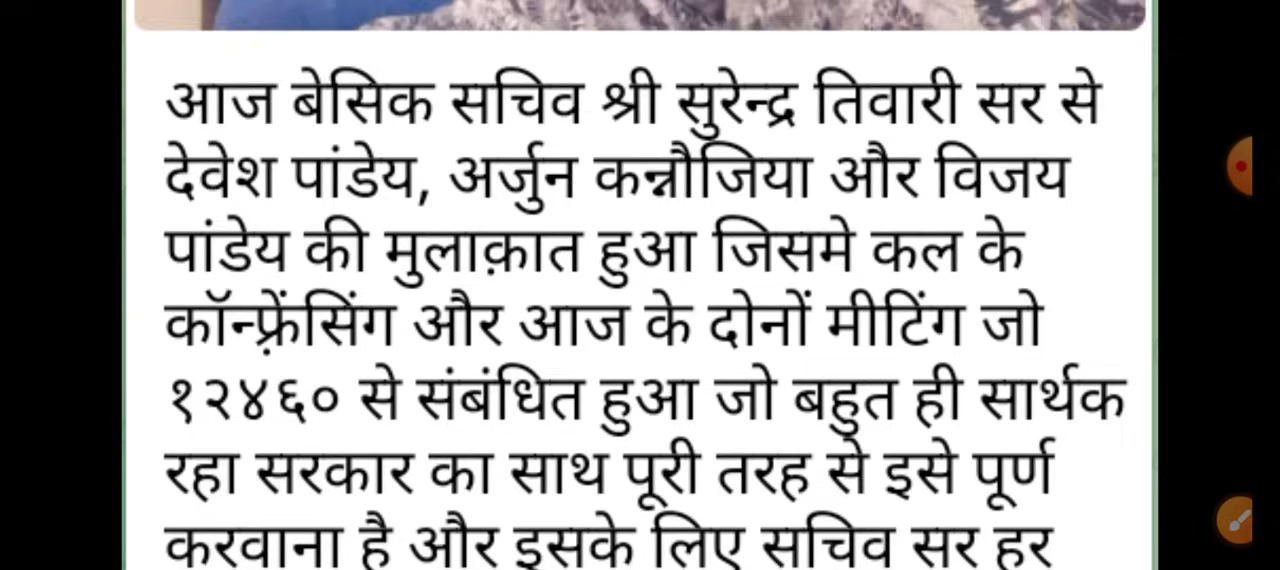 आज बेसिक सचिव श्री सुरेन्द्र तिवारी सर से
देवेश पांडेय, अर्जुन कन्नौजिया और विजय
पांडेय की मुलाक़ात हुआ जिसमे कल के
कॉन्फ़्रेंसिंग और आज के दोनों मीटिंग जो
१२४६० से संबंधित हुआ जो बहुत ही सार्थक
रहा सरकार का साथ पूरी तरह से इसे पूर्ण
करवाना है और इसके लिए सचिव सर हर